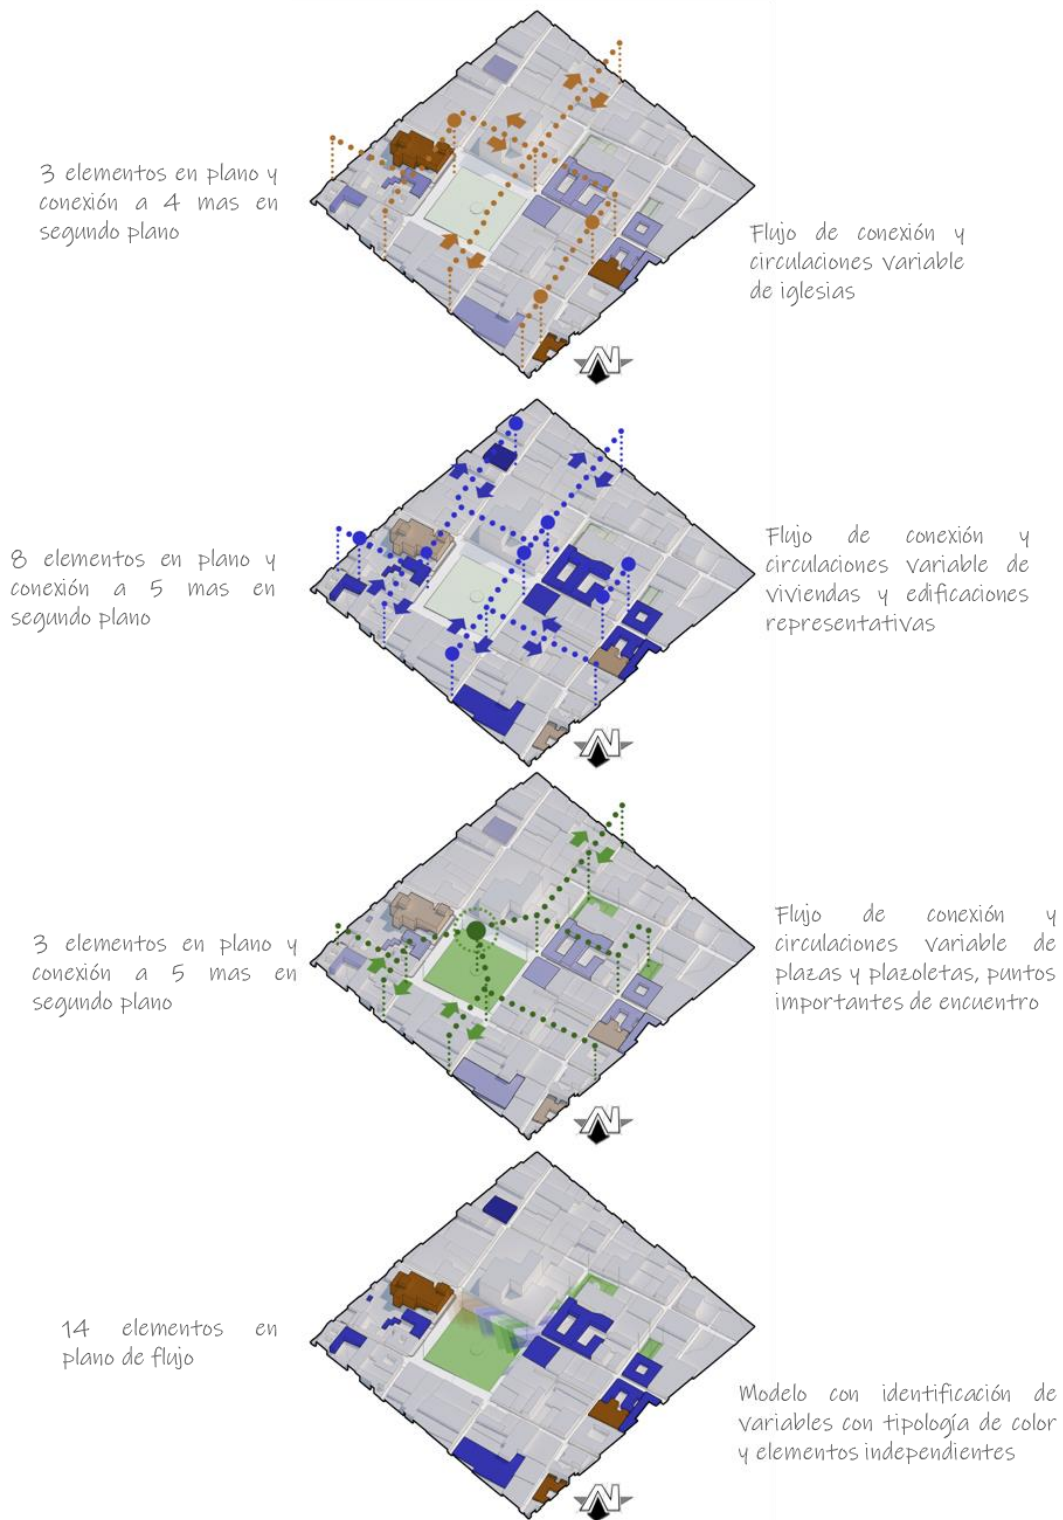 3 elementos en plano y
conexión a 4 mas en
segundo plano
Flujo de conexión y
circulaciones variable
de iglesias
N
8 elementos en plano y
conexión a 5 mas en
segundo plano
Flujo de conexión y
circulaciones variable de
viviendas y edificaciones
representativas
N
3 elementos en plano y
conexión a 5 mas en
segundo plano
Flujo de conexión y
circulaciones variable de
plazas y plazoletas, puntos
importantes de encuentro
N
14 elementos en
plano de flujo
Modelo con identificación de
variables con tipología de color
y elementos independientes
N